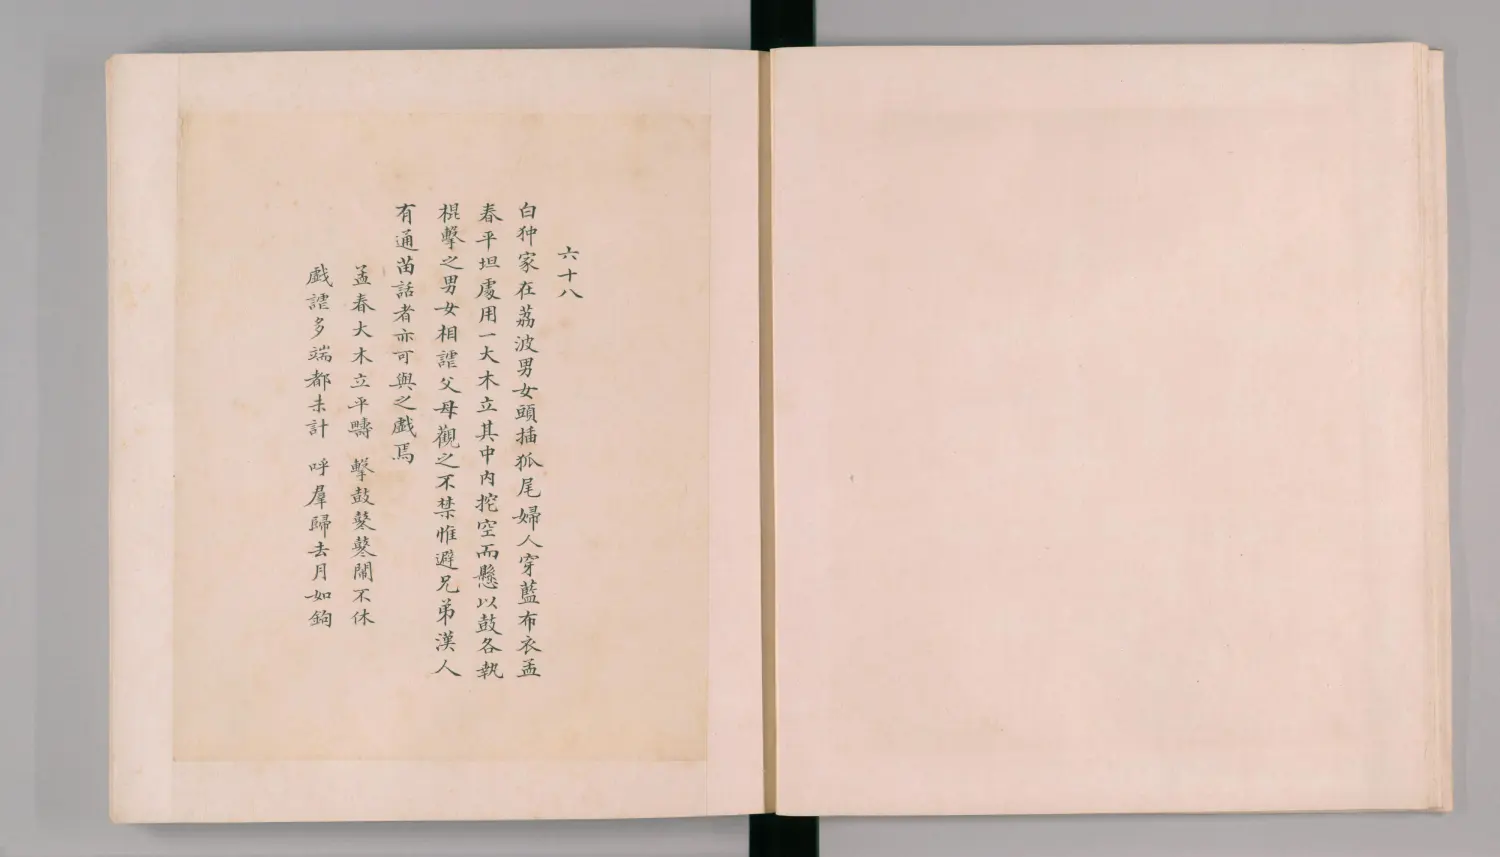 六十八
白狆家在荔波男女頭插狐尾婦人穿藍布衣孟
春平坦處用一大木立其中內挖空而懸以鼓各執
棍擊之男女相謔父母觀之不禁惟避兄弟漢人
有通苗話者亦可與之戲焉
孟春大木立平疇 擊鼓鼕鼕鬧不休
戲謔多端都未計 呼羣歸去月如鉤